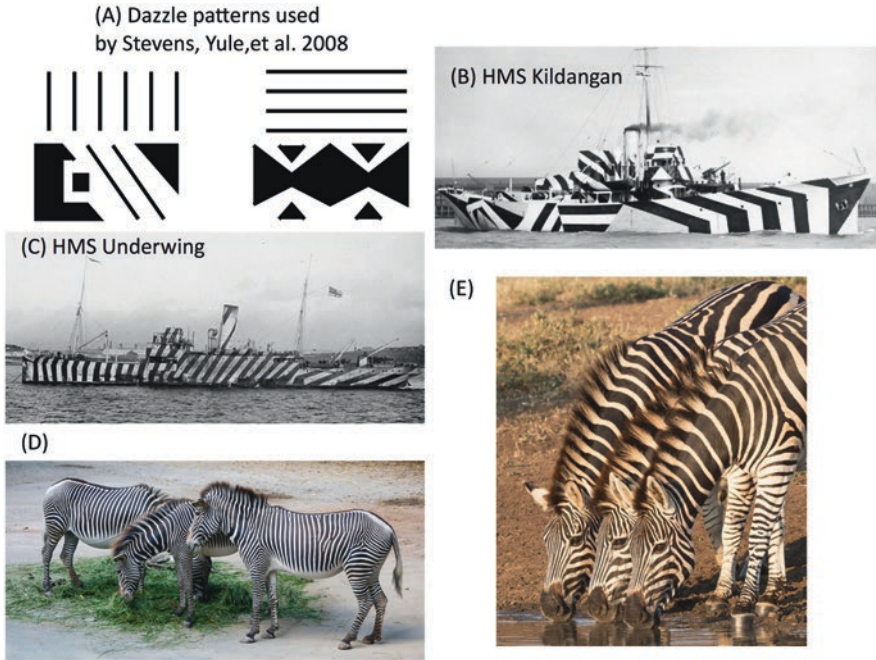 (A) Dazzle patterns used
by Stevens, Yule,et al. 2008
(B) HMS Kildangan
(C) HMS Underwing
(E)
(D)